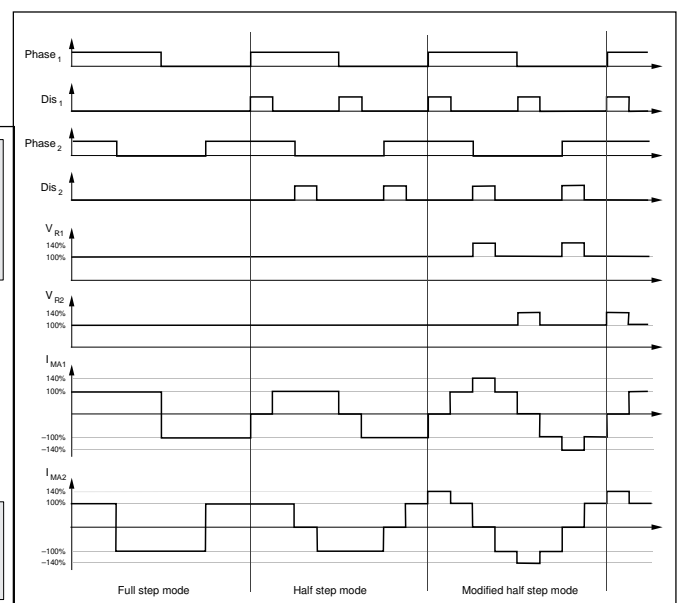 Phase 1
Dis 1
Phase 2
Dis 2
V R1
140%
100%
V R2
140%
100%
I MA1
140%
100%
–100%
–140%
I MA2
140%
100%
–100%
–140%
Full step mode Half step mode Modified half step mode